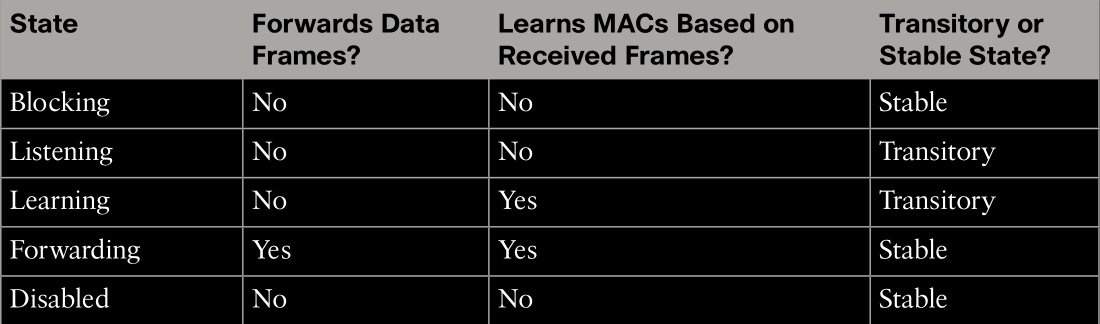 State Forwards Data Frames? Learns MACs Based on Received Frames? Transitory or Stable State?
Blocking No No Stable
Listening No No Transitory
Learning No Yes Transitory
Forwarding Yes Yes Stable
Disabled No No Stable